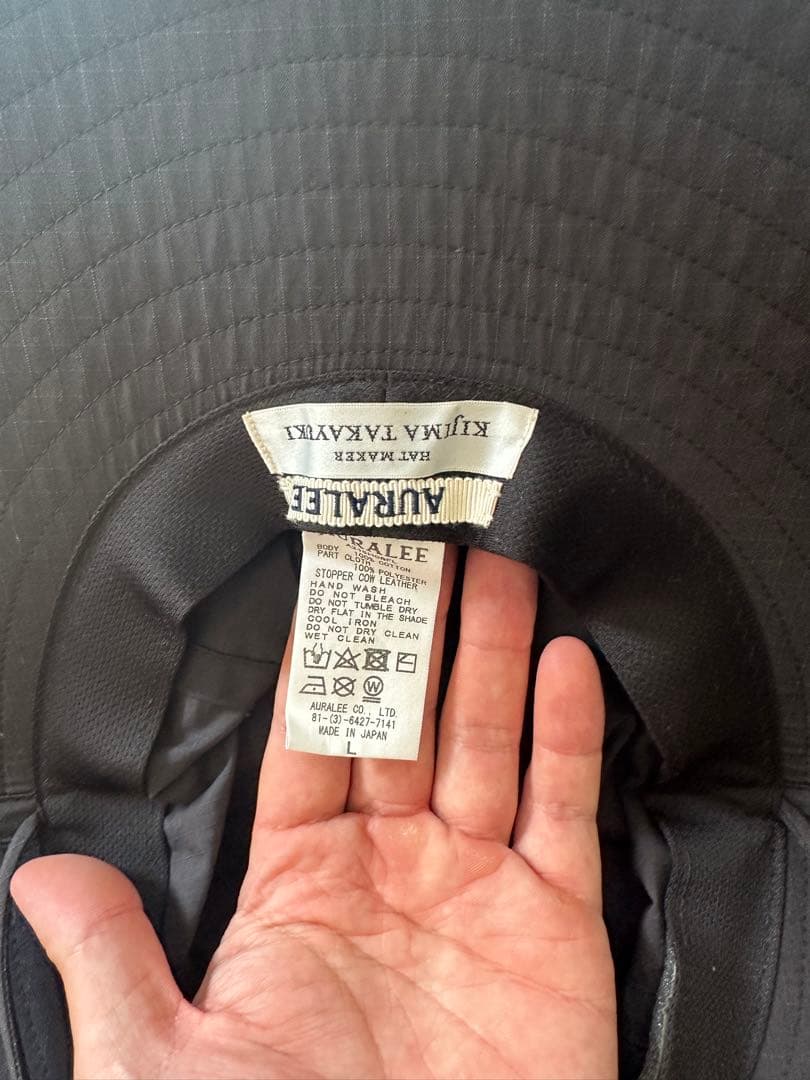 KIJIMA TAKAYUKI
HAT MAKER
AURALEE
AURALEE
BODY 100% COTTON
PART CLOTH
100% POLYESTER
STOPPER COW LEATHER
HAND WASH
DO NOT BLEACH
DO NOT TUMBLE DRY
DRY FLAT IN THE SHADE
COOL IRON
DO NOT DRY CLEAN
WET CLEAN
W
AURALEE CO., LTD.
81-(3)-6427-7141
MADE IN JAPAN
L